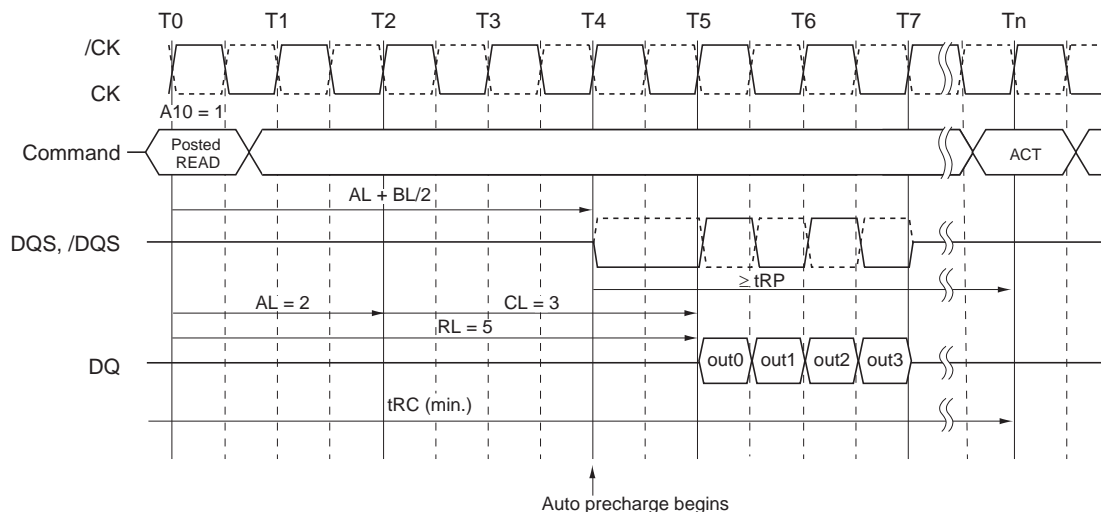 T0 T1 T2 T3 T4 T5 T6 T7 Tn
/CK
CK
A10 = 1
Command
Posted
READ
ACT
AL + BL/2
DQS, /DQS
≥ tRP
AL = 2 CL = 3
RL = 5
DQ
out0 out1 out2 out3
tRC (min.)
Auto precharge begins